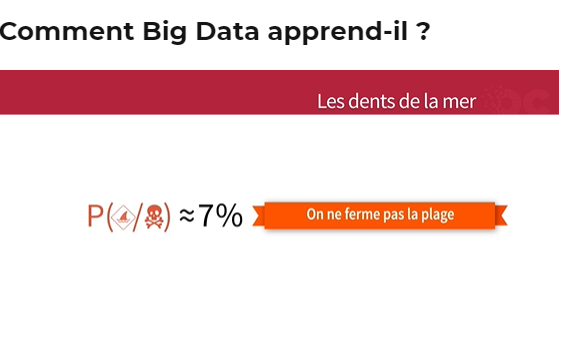 Comment Big Data apprend-il ?
Les dents de la mer
P( / ) ≈ 7% On ne ferme pas la plage